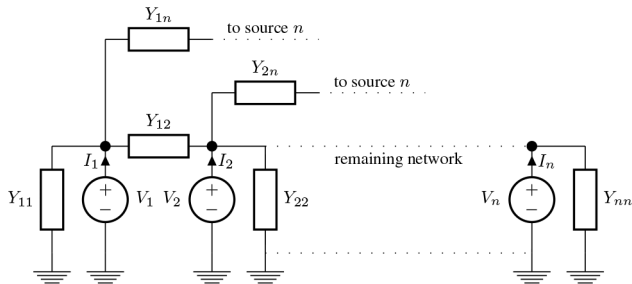 Y₁ₙ
to source n
Y₂ₙ
to source n
Y₁₂
I₁
I₂
remaining network
Iₙ
Y₁₁
+
−
V₁
V₂
+
−
Y₂₂
Vₙ
+
−
Yₙₙ